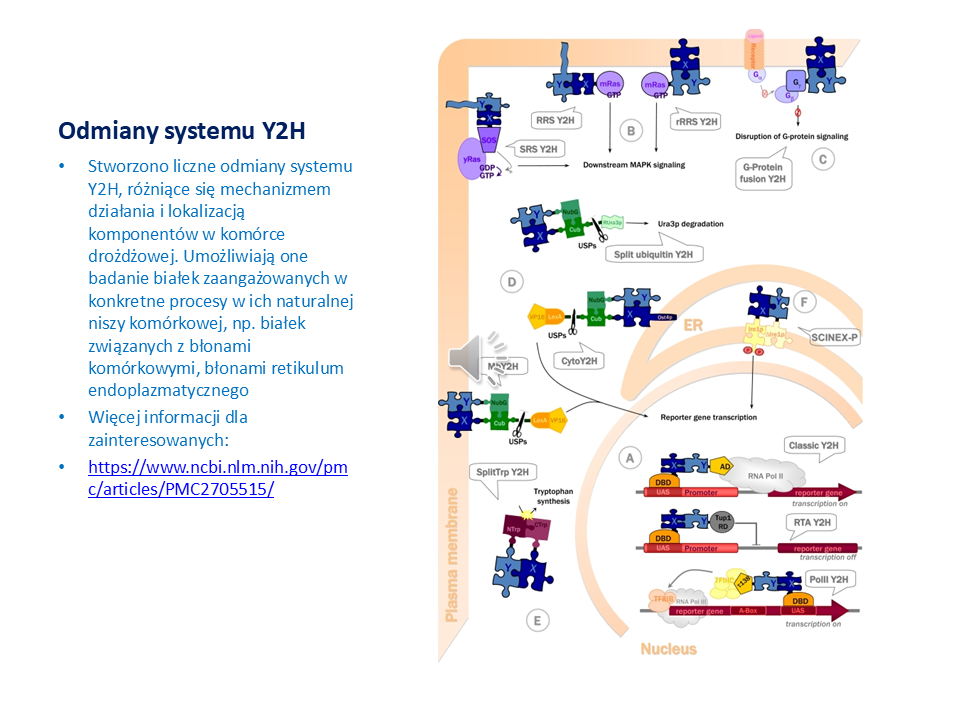 Odmiany systemu Y2H
• Stworzono liczne odmiany systemu
Y2H, różniące się mechanizmem
działania i lokalizacją
komponentów w komórce
drożdżowej. Umożliwiają one
badanie białek zaangażowanych w
konkretne procesy w ich naturalnej
niszy komórkowej, np. białek
związanych z błonami
komórkowymi, błonami retikulum
endoplazmatycznego
• Więcej informacji dla
zainteresowanych:
• https://www.ncbi.nlm.nih.gov/pm
c/articles/PMC2705515/
Ligand
Receptor
X
Y
mRas
GTP
mRas
GTP
X
Y
Gα
Gβ
Gγ
X
Y
Y
X
SOS
yRas
GDP
GTP
SRS Y2H
RRS Y2H
B
rRRS Y2H
Downstream MAPK signaling
Disruption of G-protein signaling
G-Protein
fusion Y2H
C
Y
X
NubG
Cub
USPs
RUra3p
Ura3p degradation
Split ubiquitin Y2H
D
VP16
LexA
USPs
NubG
Cub
Y
X
Ost4p
CytoY2H
ER
X
Y
Ire1p
Ire1p
F
SCINEX-P
Y
X
NubG
Cub
USPs
LexA
VP16
Reporter gene transcription
A
Classic Y2H
X
Y
AD
RNA Pol II
DBD
UAS
Promoter
reporter gene
transcription on
X
Y
Tup1
RD
RTA Y2H
DBD
UAS
Promoter
reporter gene
transcription off
TFIIIC
τ138
Y
X
PolII Y2H
TFIIIB
RNA Pol III
DBD
reporter gene
A-Box
UAS
transcription on
SplitTrp Y2H
Tryptophan
synthesis
NTrp
CTrp
Y
X
E
Plasma membrane
Nucleus